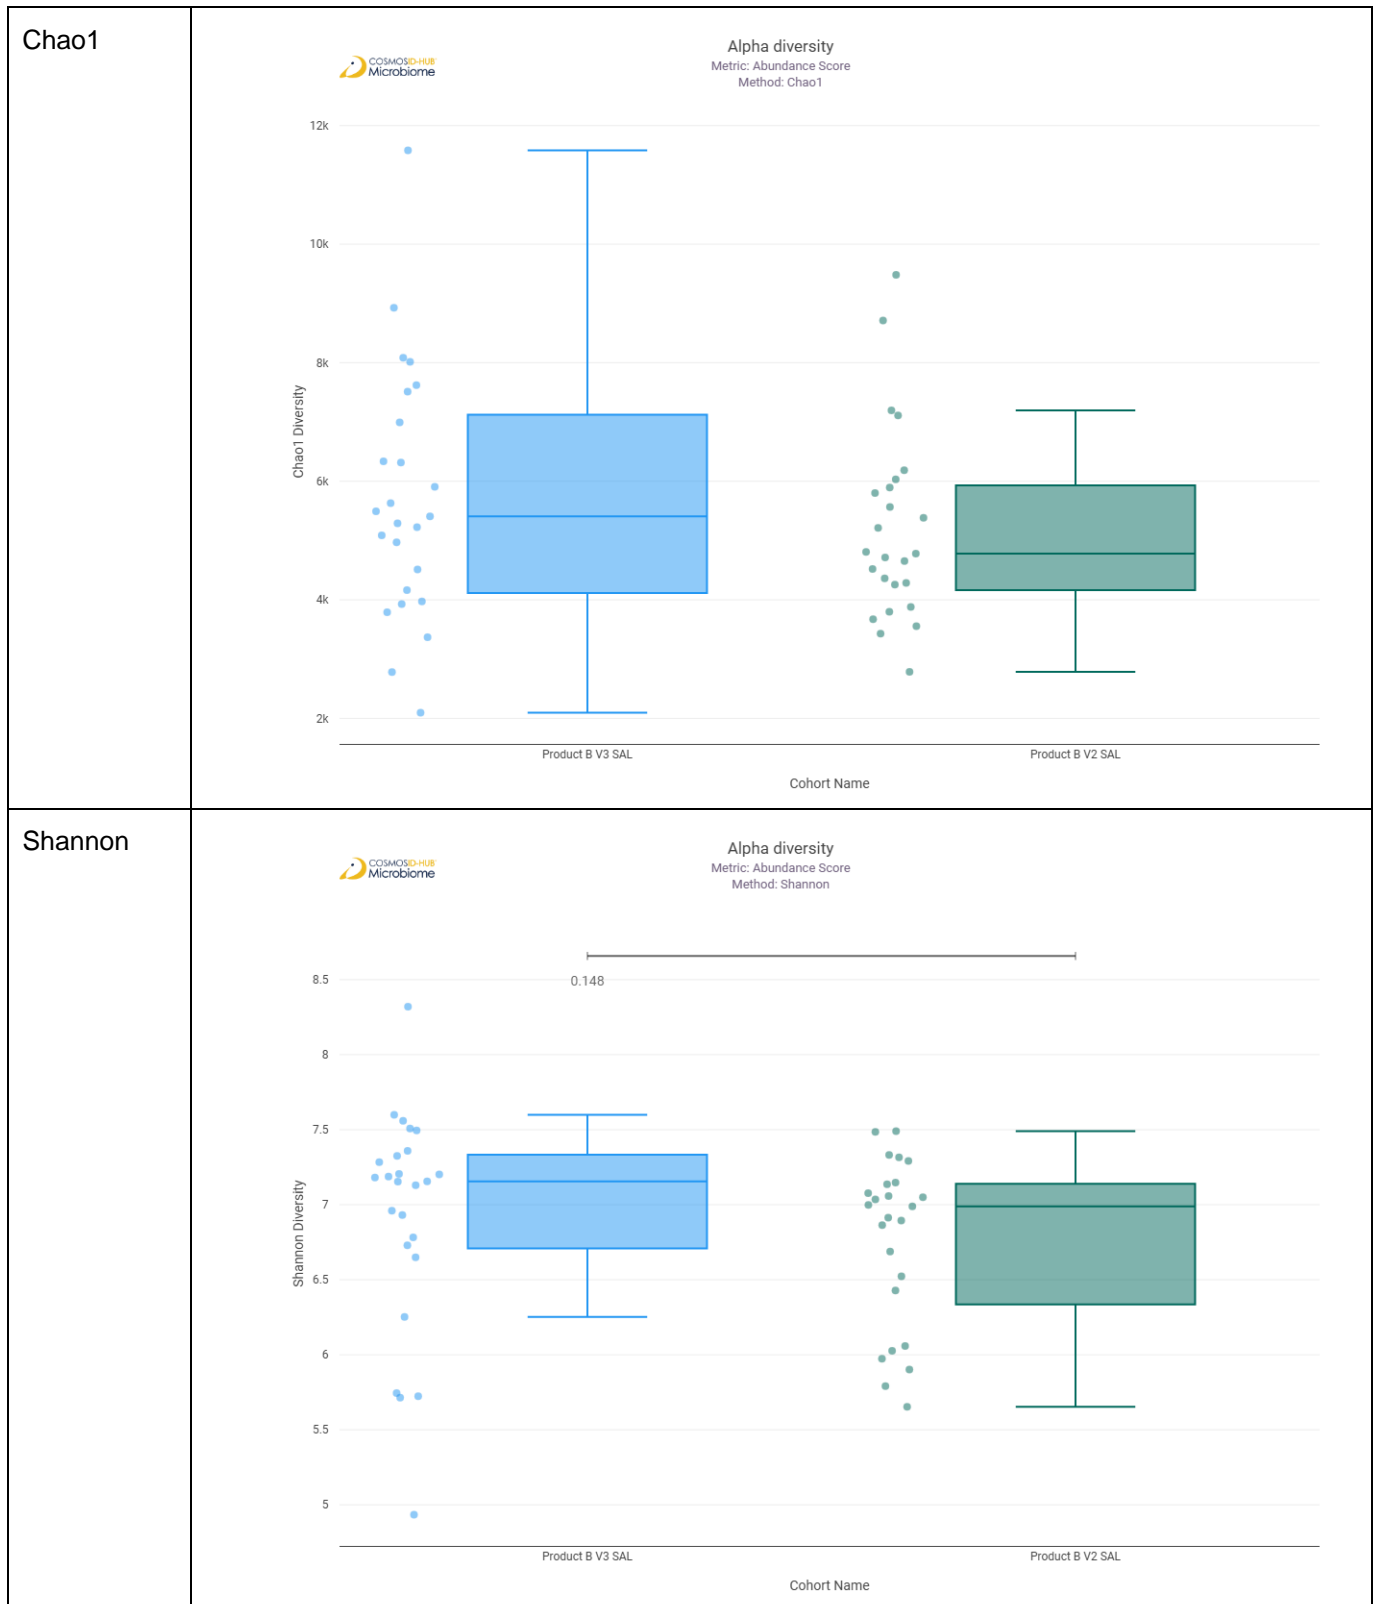 Chao1
COSMOSID-HUB
Microbiome
Alpha diversity
Metric: Abundance Score
Method: Chao1
12k
10k
8k
6k
4k
2k
Chao1 Diversity
Product B V3 SAL
Product B V2 SAL
Cohort Name
Shannon
COSMOSID-HUB
Microbiome
Alpha diversity
Metric: Abundance Score
Method: Shannon
0.148
8.5
8
7.5
7
6.5
6
5.5
5
Shannon Diversity
Product B V3 SAL
Product B V2 SAL
Cohort Name